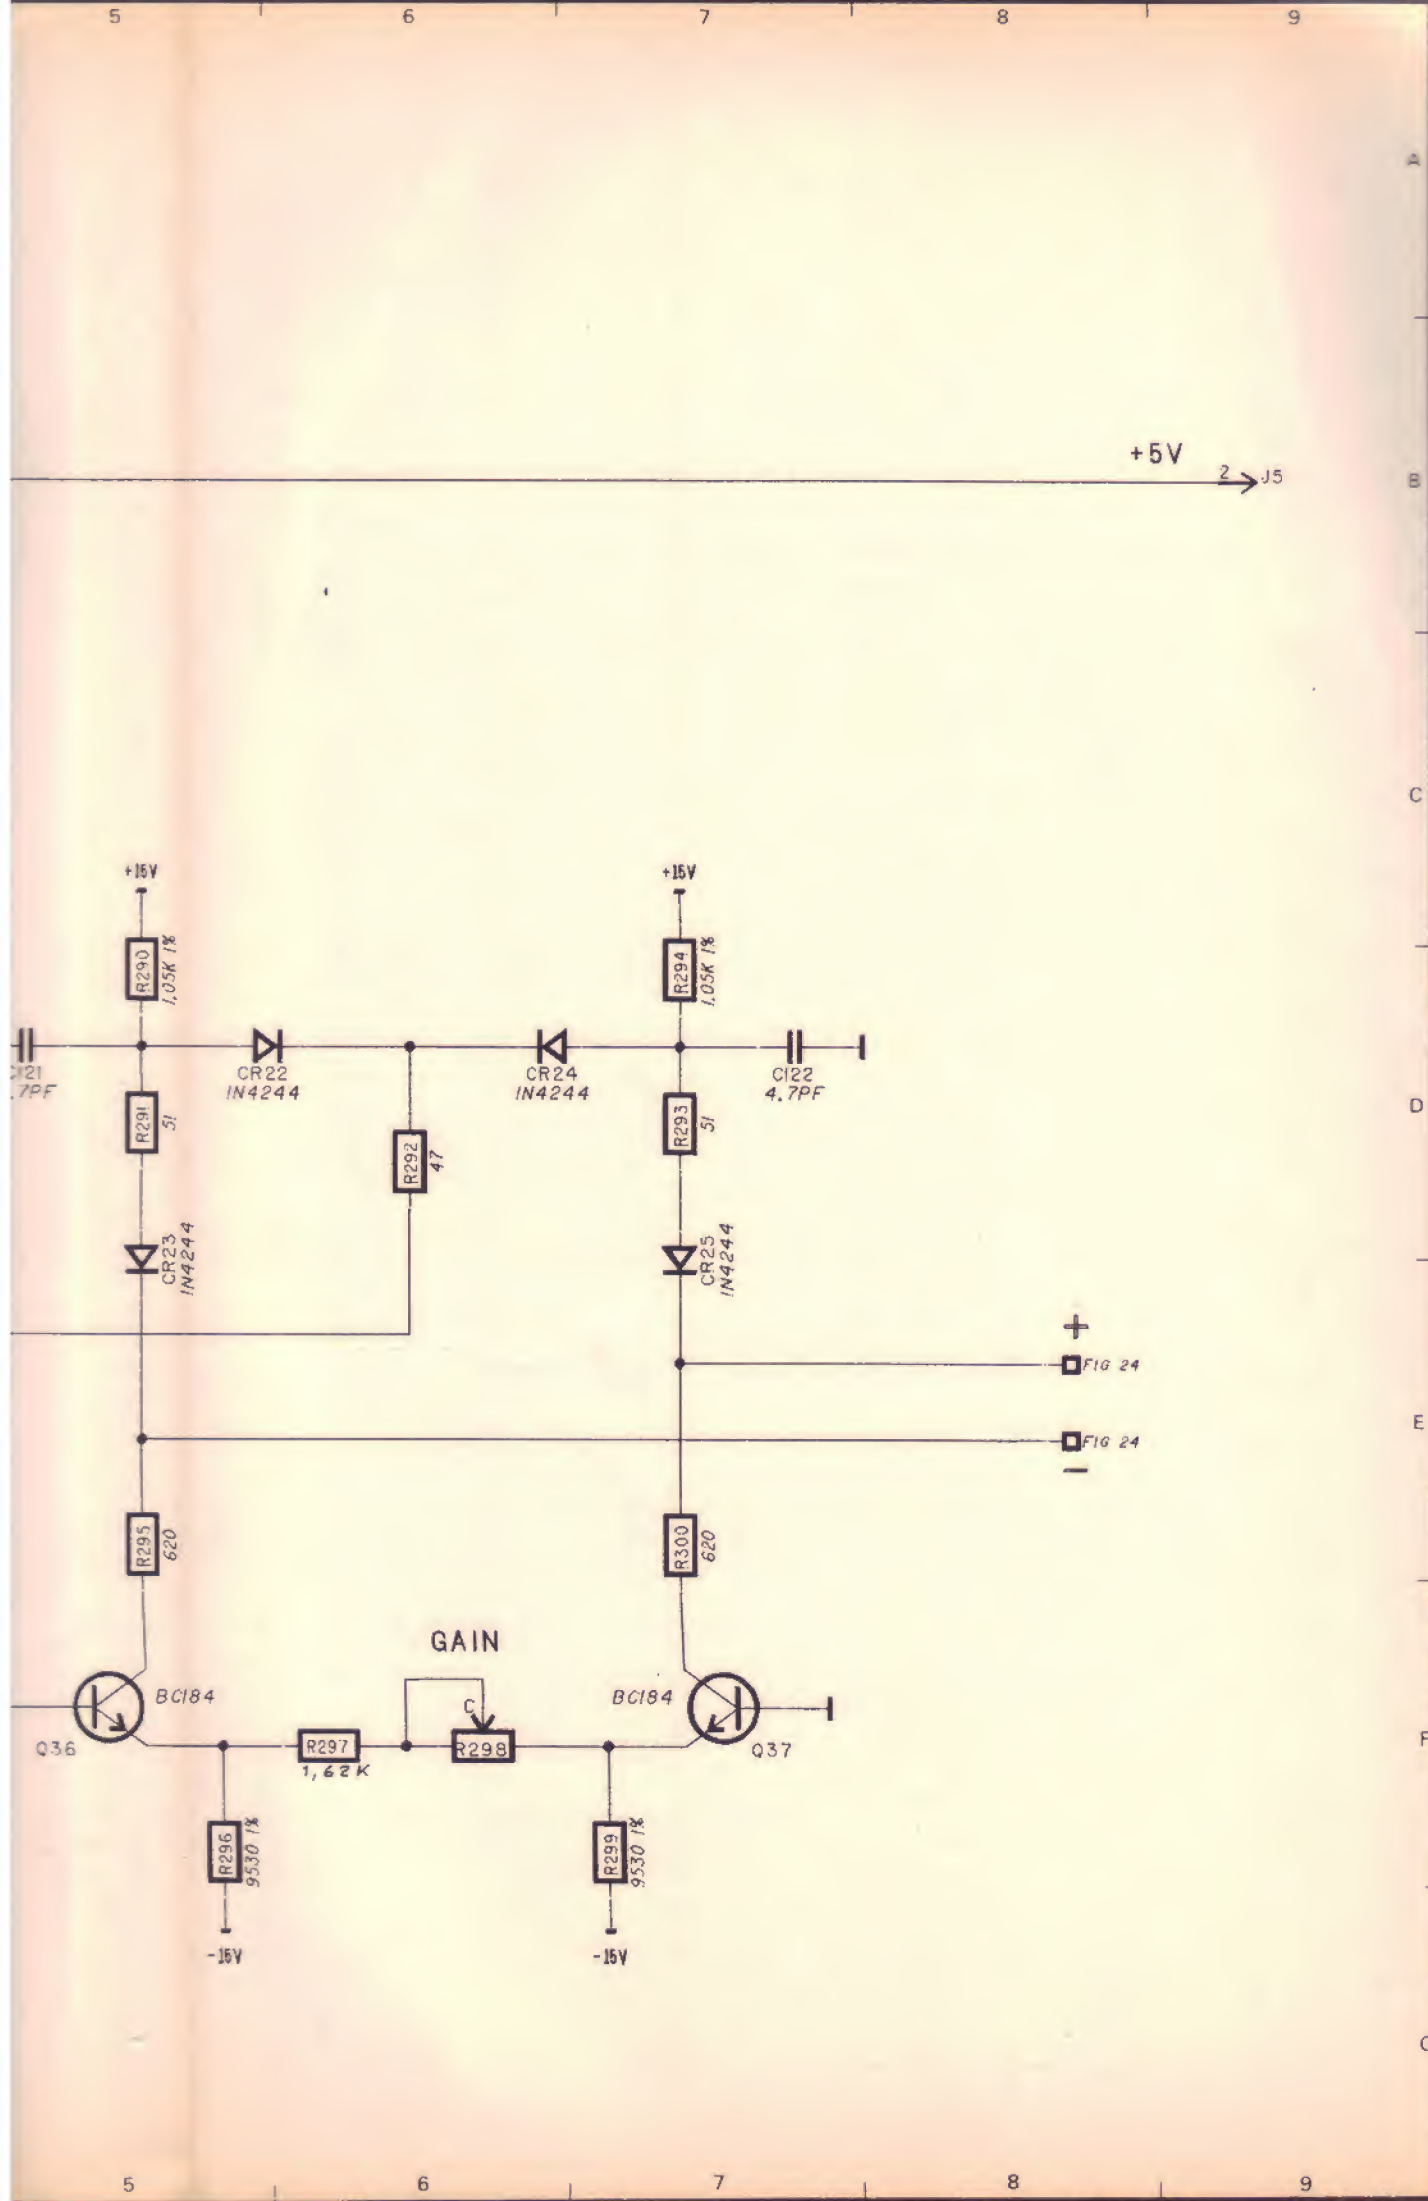 5 6 7 8 9
A
+5V
2 J5
B
C
+15V +15V
R290 1.05K 1%
R294 1.05K 1%
C121
.7PF
CR22
1N4244
CR24
1N4244
C122
4.7PF
D
R291 51
R293 51
R292 47
CR23
1N4244
CR25
1N4244
+
FIG 24
E
FIG 24
−
R295 620
R300 620
GAIN
BC184
BC184
C
Q36
R297
1,62K
R298
Q37
F
R296 9530 1%
R299 9530 1%
-15V -15V
5 6 7 8 9